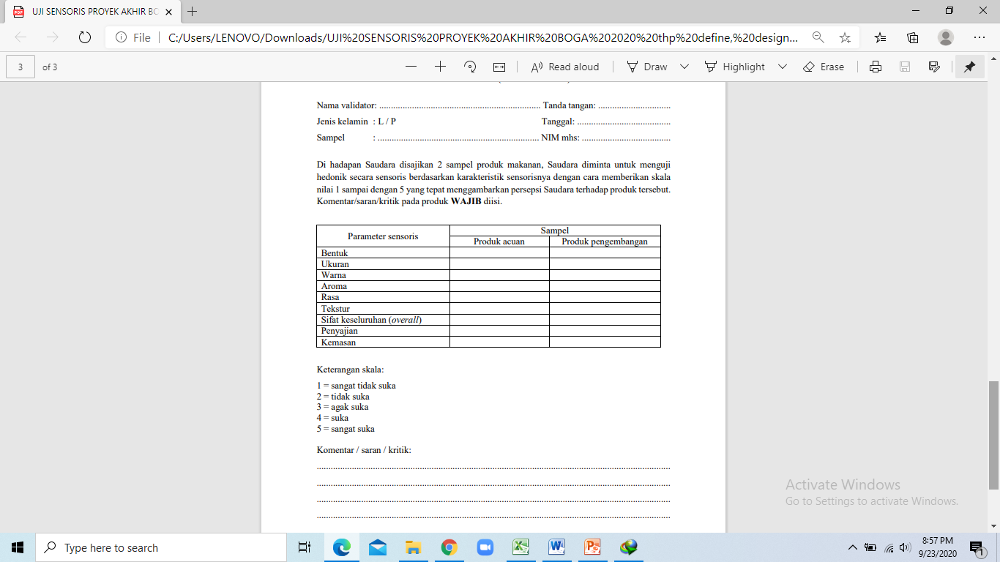 UJI SENSORIS PROYEK AKHIR BO
File
C:/Users/LENOVO/Downloads/UJI%20SENSORIS%20PROYEK%20AKHIR%20BOGA%202020%20thp%20define,%20design...
3 of 3
Read aloud
Draw
Highlight
Erase
Nama validator: ..................................................................... Tanda tangan: ...............................
Jenis kelamin : L / P Tanggal: ........................................
Sampel : ..................................................................... NIM mhs: ......................................
Di hadapan Saudara disajikan 2 sampel produk makanan, Saudara diminta untuk menguji
hedonik secara sensoris berdasarkan karakteristik sensorisnya dengan cara memberikan skala
nilai 1 sampai dengan 5 yang tepat menggambarkan persepsi Saudara terhadap produk tersebut.
Komentar/saran/kritik pada produk WAJIB diisi.
Parameter sensoris
Sampel
Produk acuan
Produk pengembangan
Bentuk
Ukuran
Warna
Aroma
Rasa
Tekstur
Sifat keseluruhan (overall)
Penyajian
Kemasan
Keterangan skala:
1 = sangat tidak suka
2 = tidak suka
3 = agak suka
4 = suka
5 = sangat suka
Komentar / saran / kritik:
Activate Windows
Go to Settings to activate Windows.
Type here to search
8:57 PM
9/23/2020
1